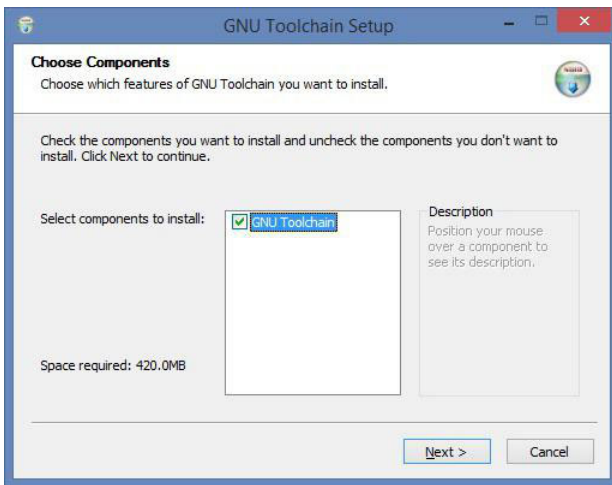 GNU Toolchain Setup
Choose Components
Choose which features of GNU Toolchain you want to install.
Check the components you want to install and uncheck the components you don't want to
install. Click Next to continue.
Select components to install:
GNU Toolchain
Description
Position your mouse
over a component to
see its description.
Space required: 420.0MB
Next >
Cancel